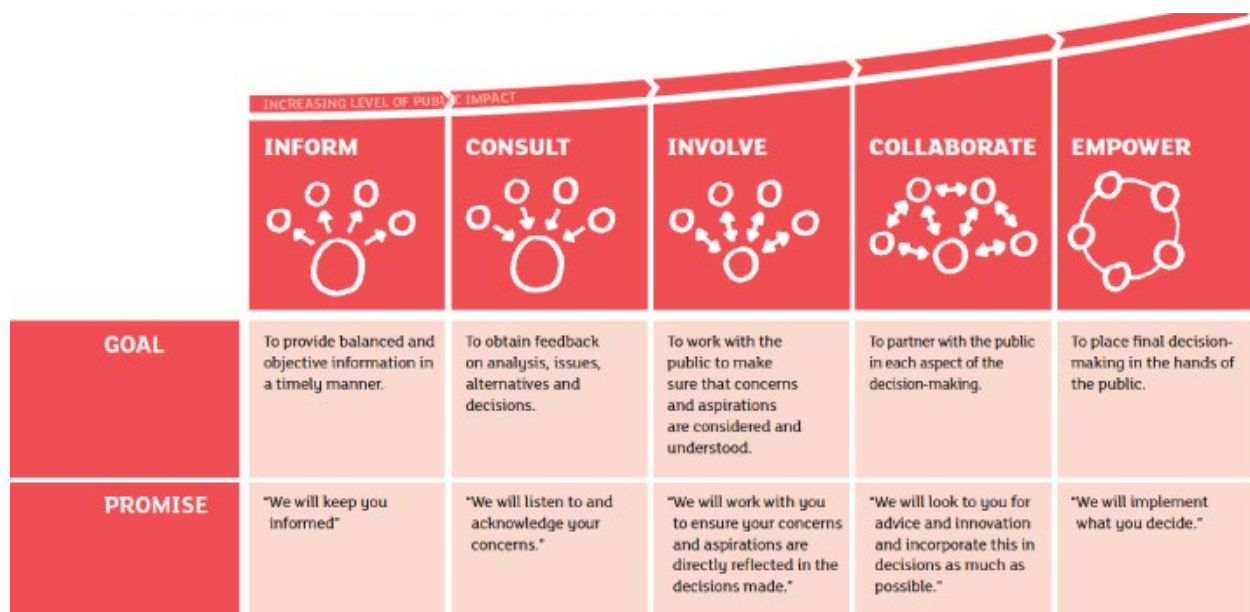 INCREASING LEVEL OF PUBLIC IMPACT
INFORM
CONSULT
INVOLVE
COLLABORATE
EMPOWER
GOAL
To provide balanced and
objective information in
a timely manner.
To obtain feedback
on analysis, issues,
alternatives and
decisions.
To work with the
public to make
sure that concerns
and aspirations
are considered and
understood.
To partner with the public
in each aspect of the
decision-making.
To place final decision-
making in the hands of
the public.
PROMISE
“We will keep you
informed”
“We will listen to and
acknowledge your
concerns.”
“We will work with you
to ensure your concerns
and aspirations are
directly reflected in the
decisions made.”
“We will look to you for
advice and innovation
and incorporate this in
decisions as much as
possible.”
“We will implement
what you decide.”